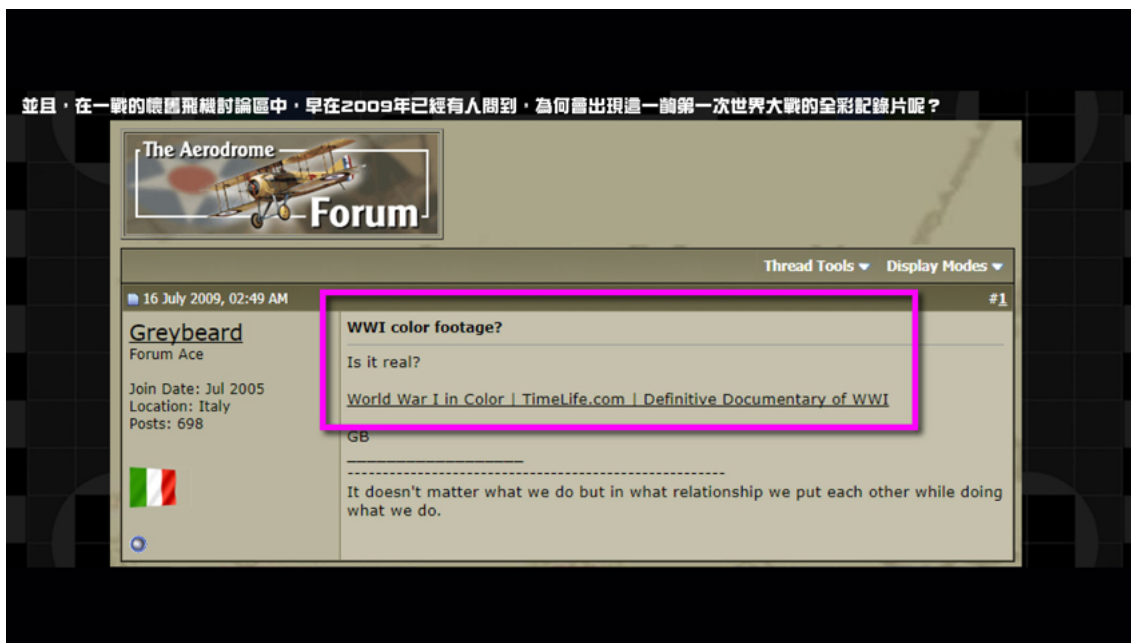 並且，在一戰的懷舊飛機討論區中，早在2009年已經有人問到，為何會出現這一齣第一次世界大戰的全彩記錄片呢？
The Aerodrome
Forum
Thread Tools Display Modes
16 July 2009, 02:49 AM #1
Greybeard
Forum Ace
Join Date: Jul 2005
Location: Italy
Posts: 698
WWI color footage?
Is it real?
World War I in Color | TimeLife.com | Definitive Documentary of WWI
GB
__________________
------------------------------------------------------
It doesn't matter what we do but in what relationship we put each other while doing
what we do.